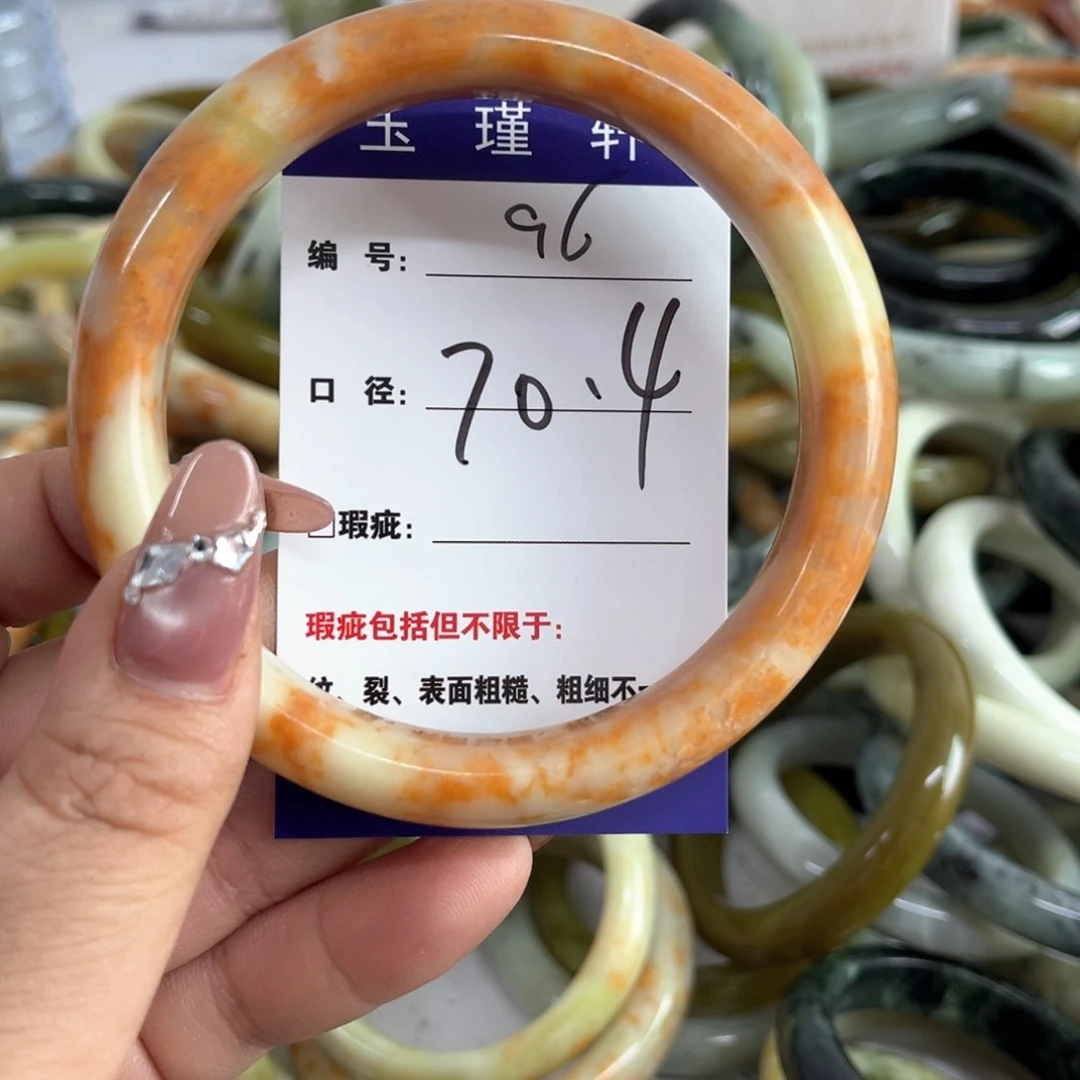 玉瑾轩
编号: 96
口径: 70.4
□瑕疵:
瑕疵包括但不限于:
纹、裂、表面粗糙、粗细不一